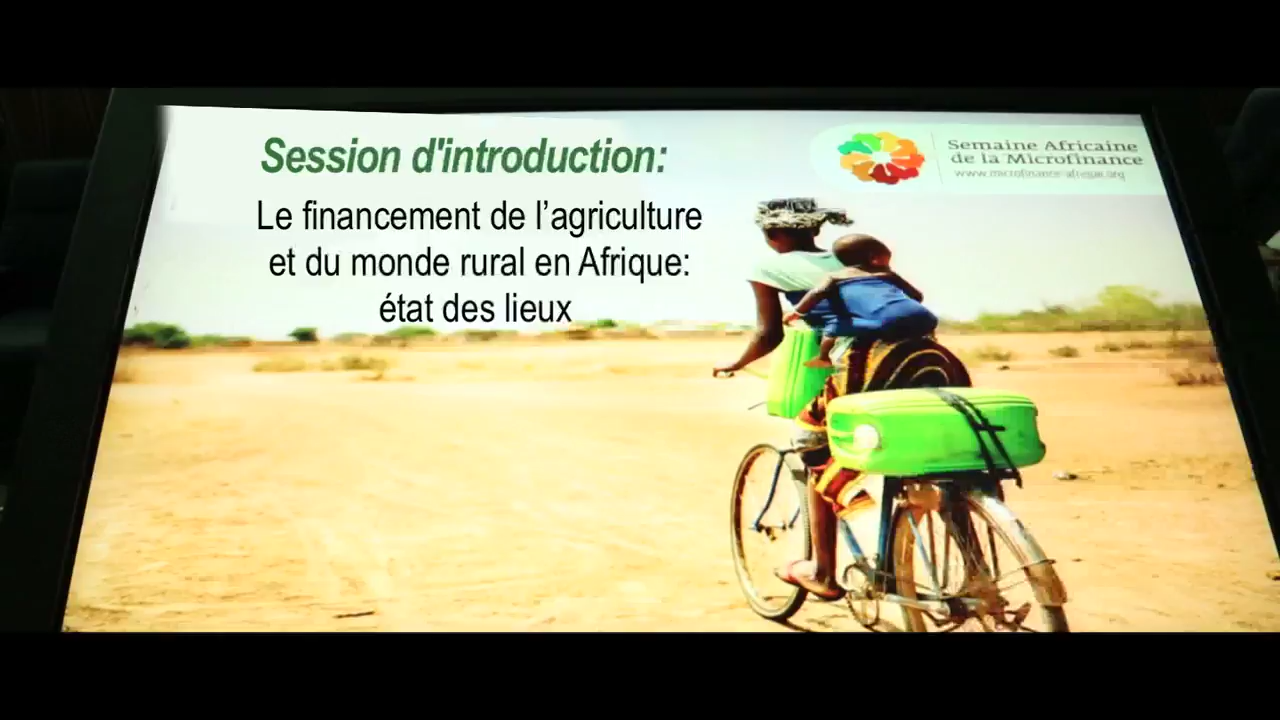 Session d'introduction:
Le financement de l’agriculture
et du monde rural en Afrique:
état des lieux
Semaine Africaine
de la Microfinance
www.microfinance-afrique.org